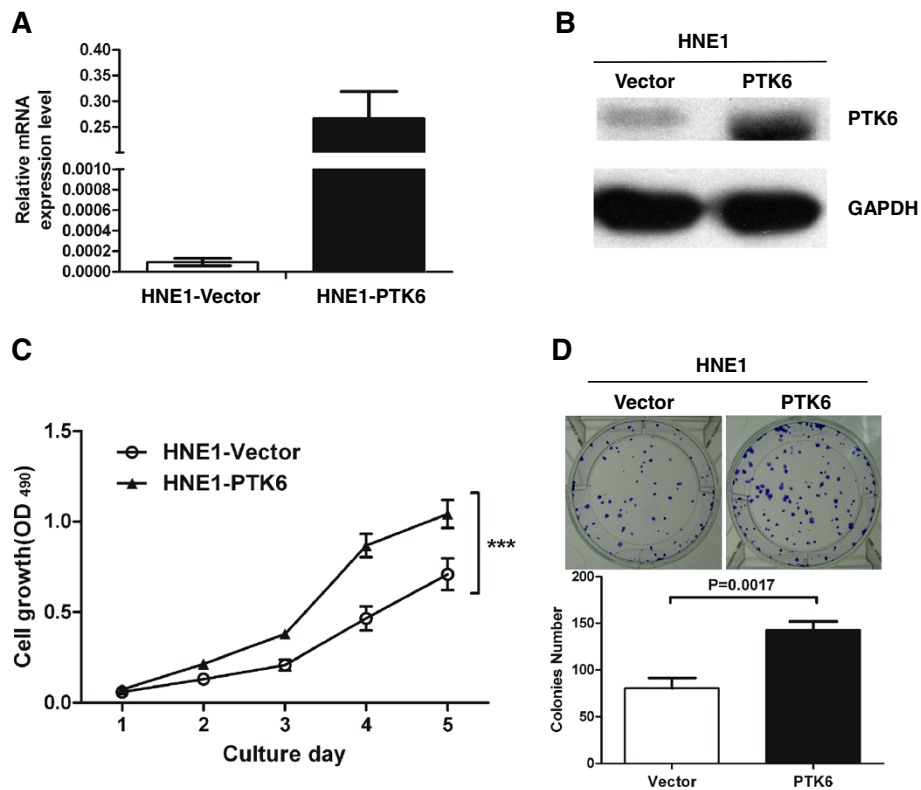 A
Relative mRNA
expression level
0.40
0.35
0.30
0.25
0.0010
0.0008
0.0006
0.0004
0.0002
0.0000
HNE1-Vector
HNE1-PTK6
B
HNE1
Vector
PTK6
PTK6
GAPDH
C
Cell growth(OD 490)
1.5
1.0
0.5
0.0
HNE1-Vector
HNE1-PTK6
***
1
2
3
4
5
Culture day
D
HNE1
Vector
PTK6
Colonies Number
200
150
100
50
0
P=0.0017
Vector
PTK6